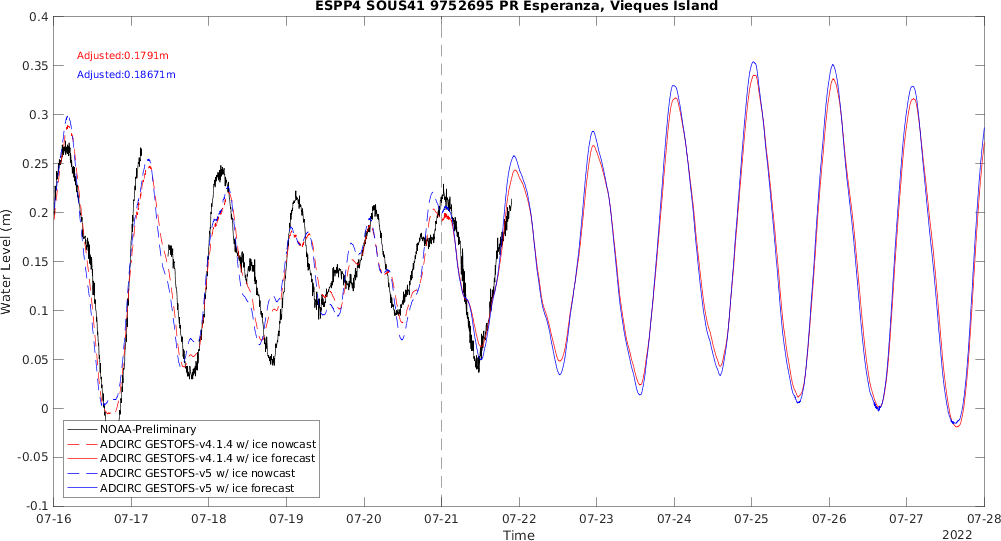 ESPP4 SOUS41 9752695 PR Esperanza, Vieques Island
Adjusted:0.1791m
Adjusted:0.18671m
Water Level (m)
0.4
0.35
0.3
0.25
0.2
0.15
0.1
0.05
0
-0.05
-0.1
NOAA-Preliminary
ADCIRC GESTOFS-v4.1.4 w/ ice nowcast
ADCIRC GESTOFS-v4.1.4 w/ ice forecast
ADCIRC GESTOFS-v5 w/ ice nowcast
ADCIRC GESTOFS-v5 w/ ice forecast
07-16 07-17 07-18 07-19 07-20 07-21 07-22 07-23 07-24 07-25 07-26 07-27 07-28
Time
2022